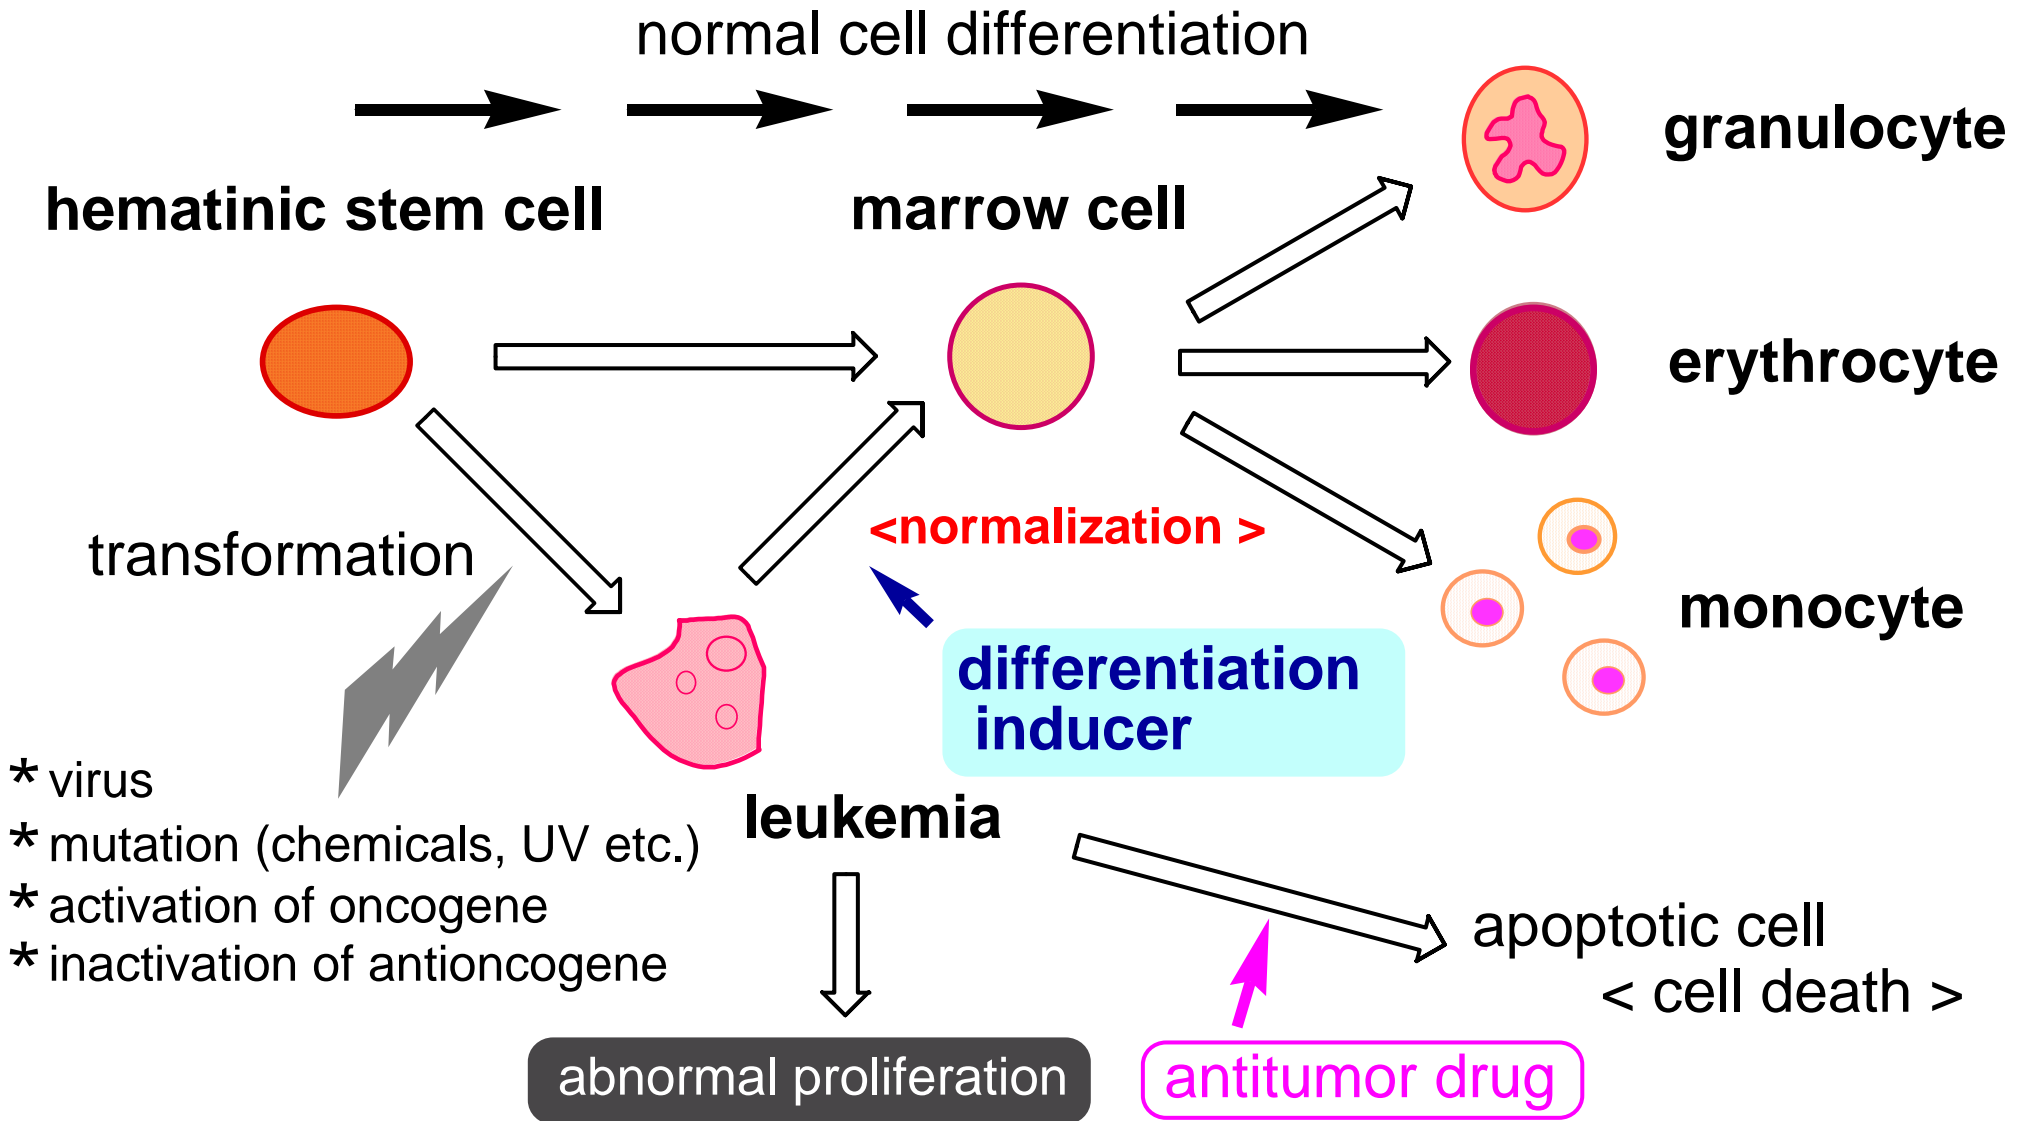 normal cell differentiation
granulocyte
hematinic stem cell
marrow cell
erythrocyte
<normalization >
transformation
monocyte
differentiation
inducer
* virus
leukemia
* mutation (chemicals, UV etc.)
* activation of oncogene
* inactivation of antioncogene
apoptotic cell
< cell death >
abnormal proliferation
antitumor drug